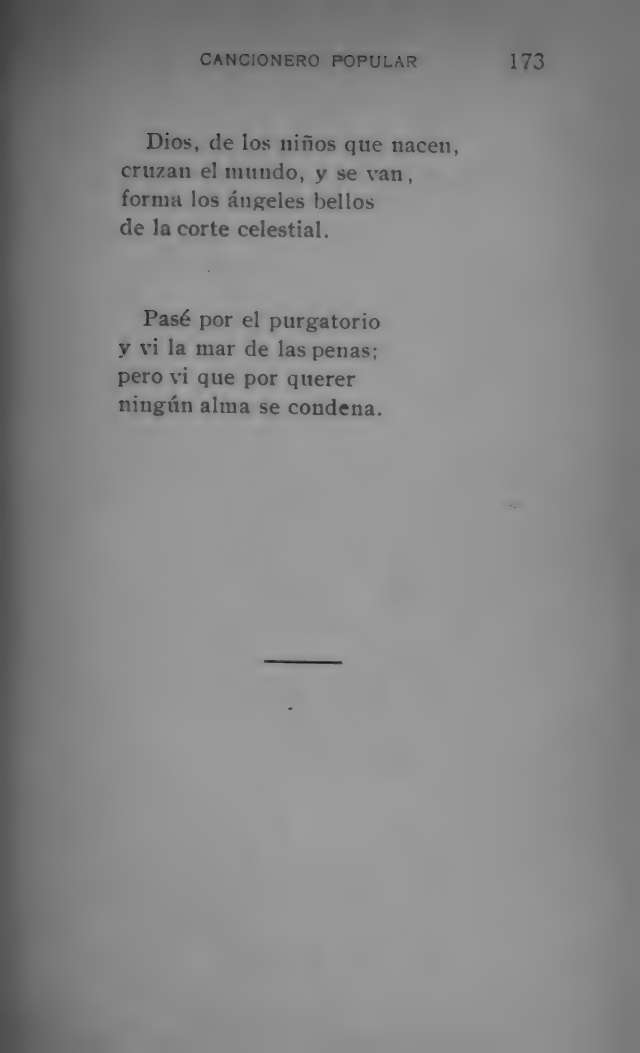 CANCIONERO POPULAR 173
Dios, de los niños que nacen,
cruzan el mundo, y se van,
forma los ángeles bellos
de la corte celestial.
Pasé por el purgatorio
y vi la mar de las penas;
pero vi que por querer
ningún alma se condena.